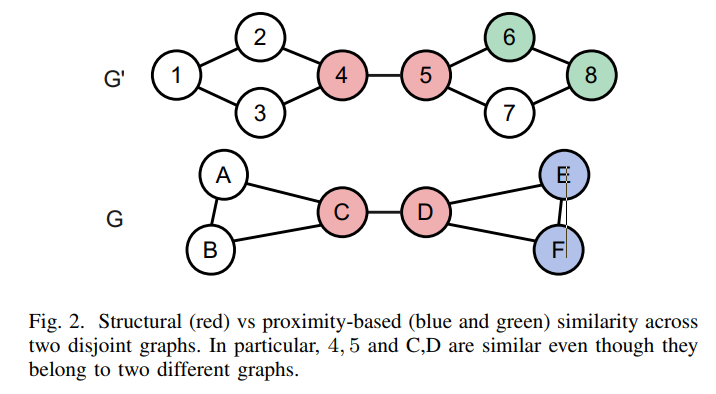 2
6
G'
1
4
5
8
3
7
A
E
G
C
D
B
F
Fig. 2. Structural (red) vs proximity-based (blue and green) similarity across
two disjoint graphs. In particular, 4, 5 and C,D are similar even though they
belong to two different graphs.